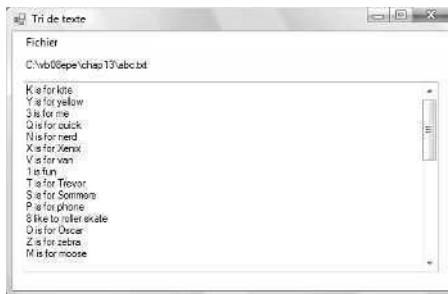 Tri de texte
Fichier
C:\vb08epe\chap13\abc.txt
K is for kite
Y is for yellow
3 is for me
Q is for quick
N is for nerd
X is for Xenix
V is for van
1 is fun
T is for Trevor
S is for Sommore
P is for phone
8 like to roller skate
O is for Oscar
Z is for zebra
M is for moose